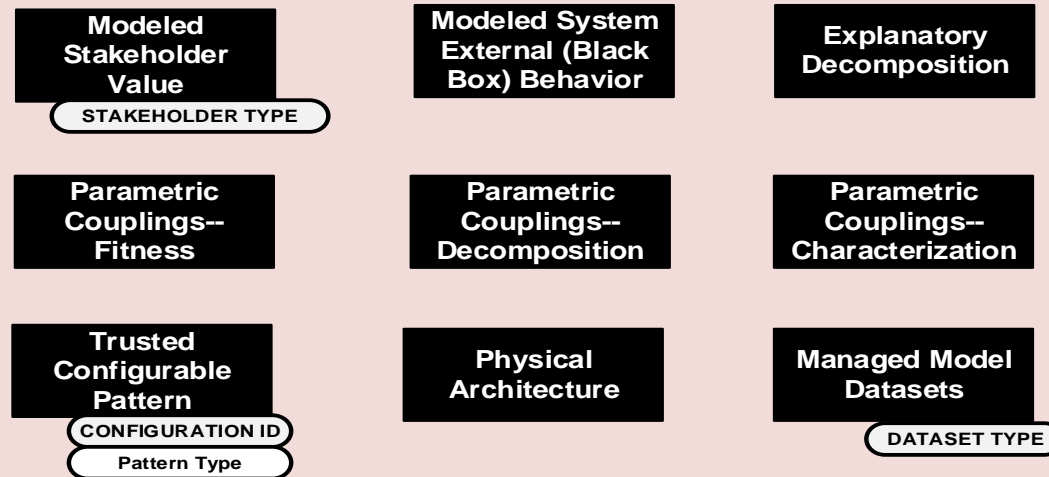 Modeled
Stakeholder
Value
STAKEHOLDER TYPE
Modeled System
External (Black
Box) Behavior
Explanatory
Decomposition
Parametric
Couplings--
Fitness
Parametric
Couplings--
Decomposition
Parametric
Couplings--
Characterization
Trusted
Configurable
Pattern
CONFIGURATION ID
Pattern Type
Physical
Architecture
Managed Model
Datasets
DATASET TYPE